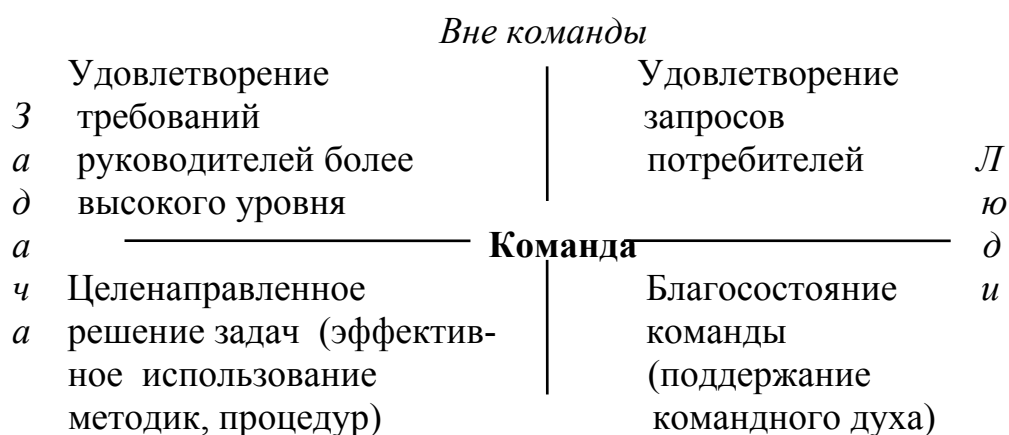 Вне команды
Удовлетворение
требований
руководителей более
высокого уровня
Удовлетворение
запросов
потребителей
Задача
Люди
Команда
Целенаправленное
решение задач (эффектив-
ное использование
методик, процедур)
Благосостояние
команды
(поддержание
командного духа)